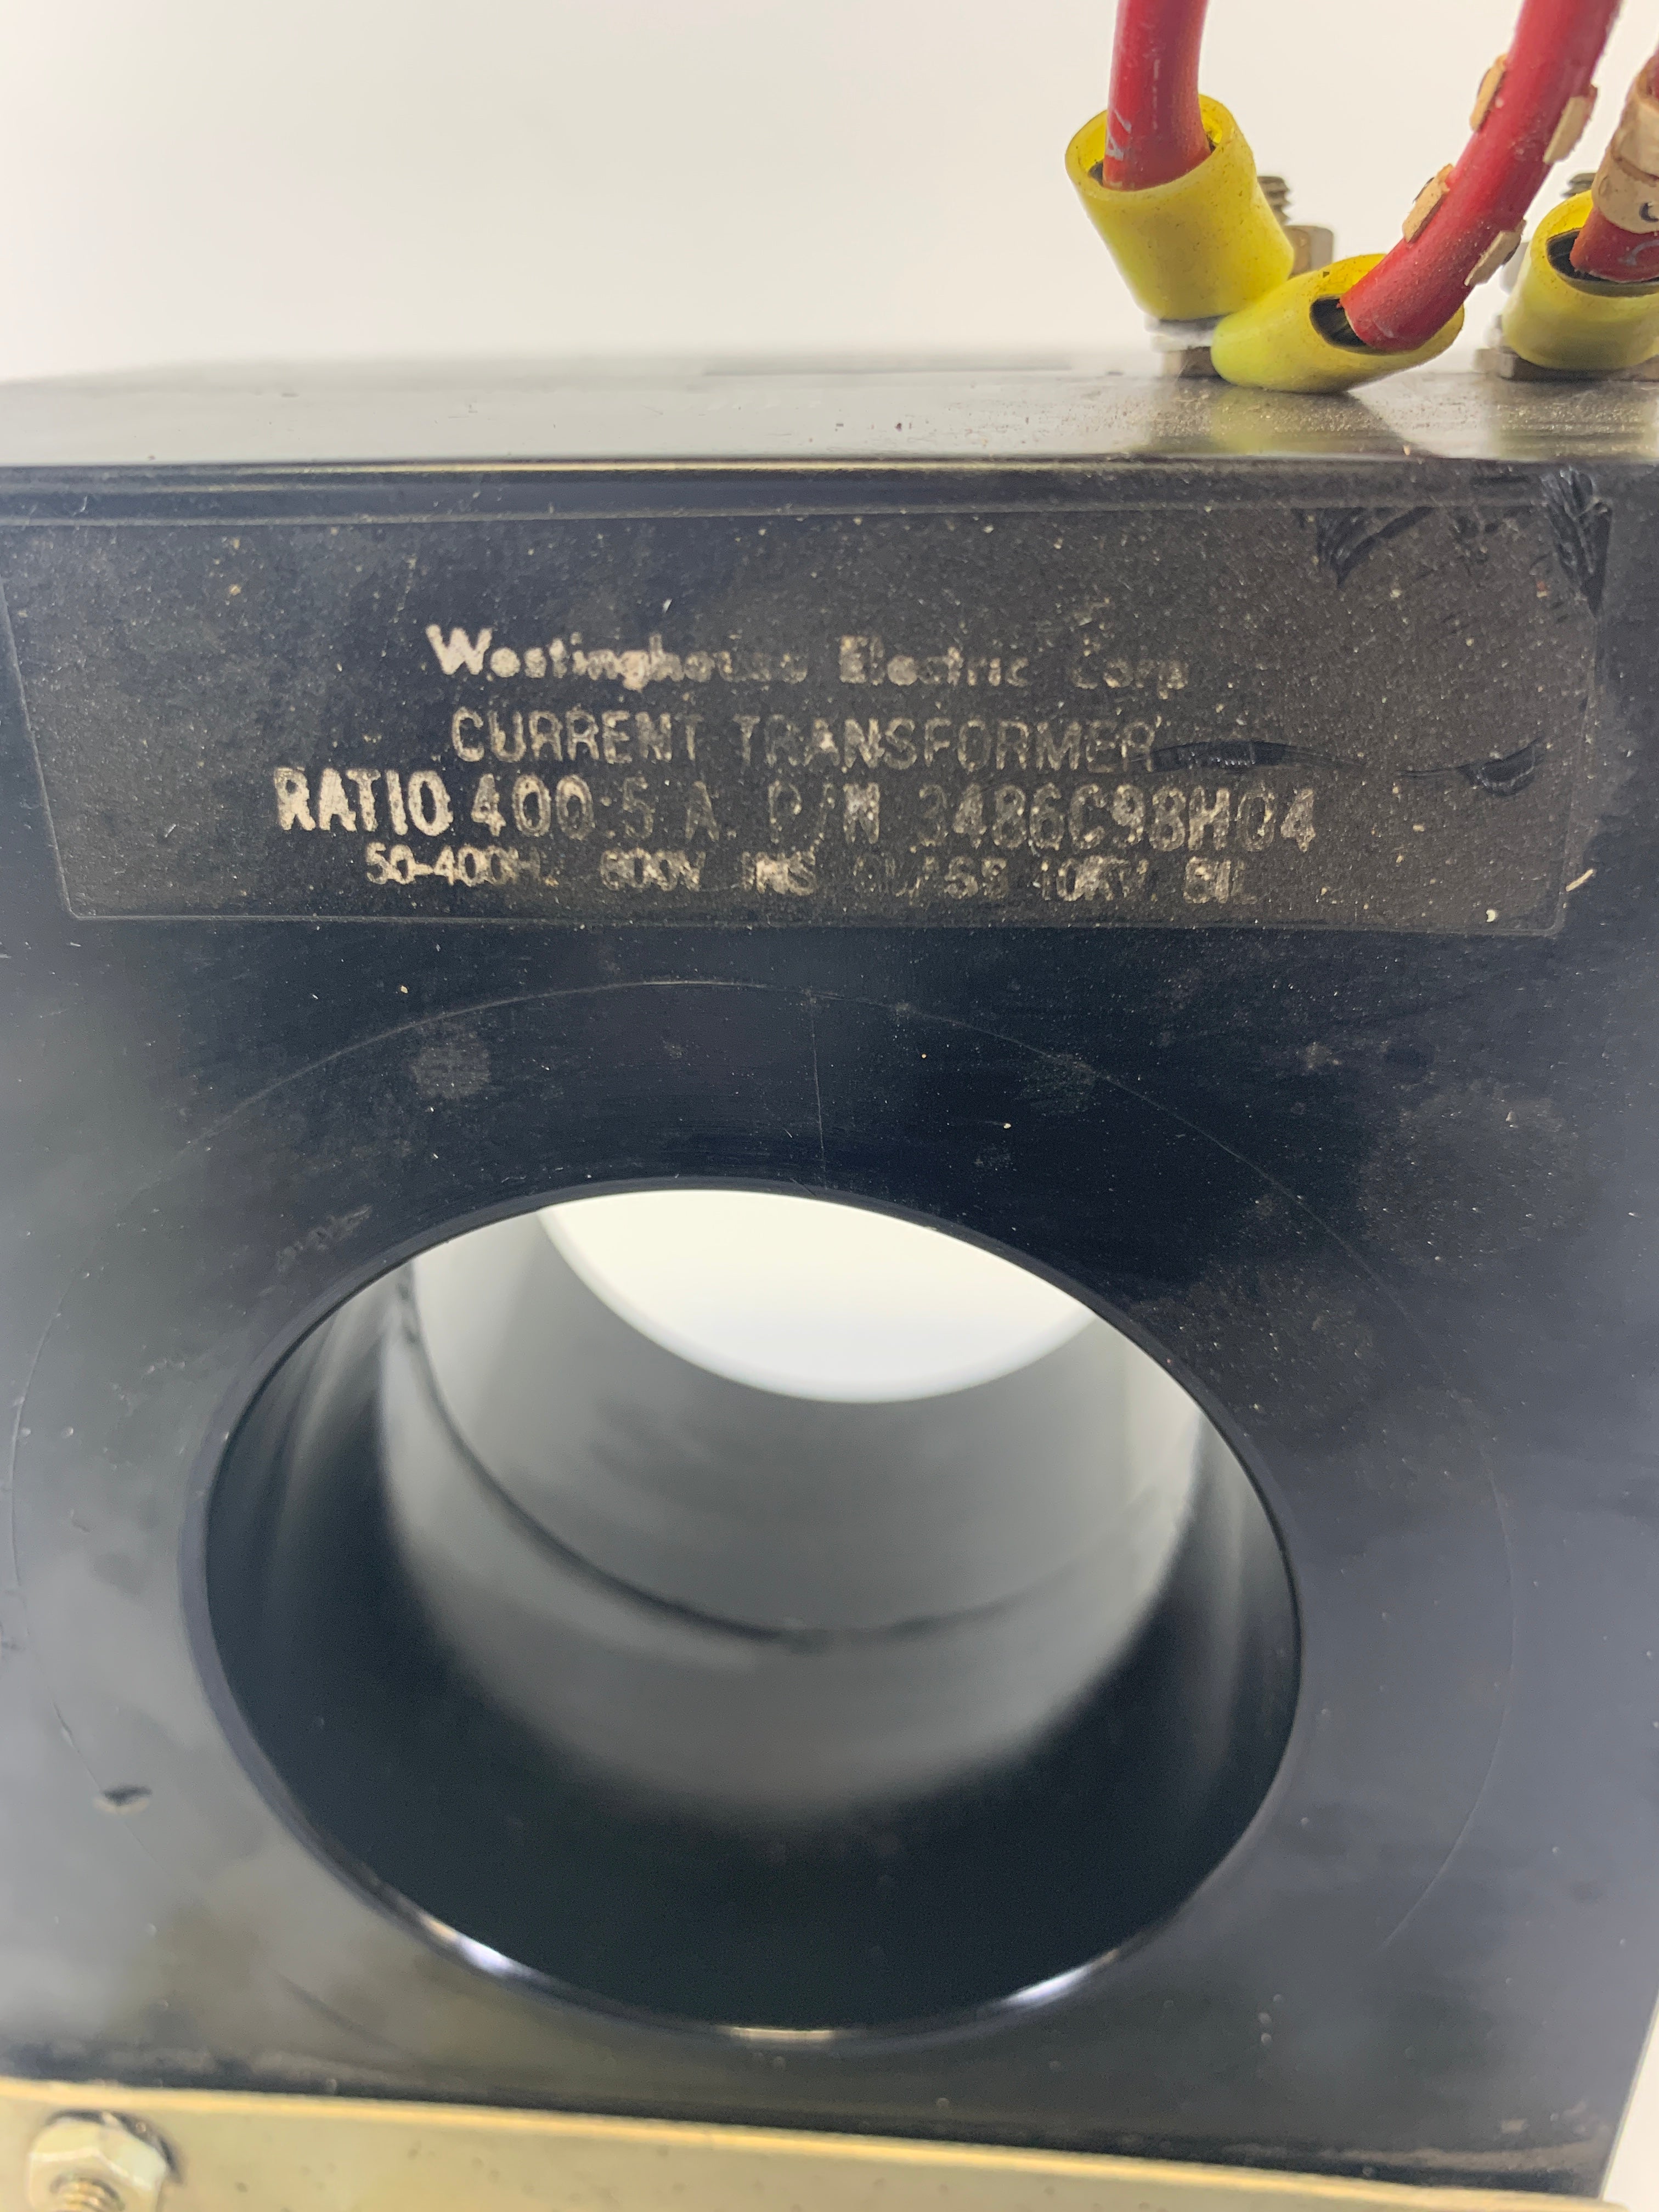 Westinghouse Electric Corp
CURRENT TRANSFORMER
RATIO 400:5 A. P/N 3486C98H04
50-400Hz 600V INS CLASS 10KV BIL